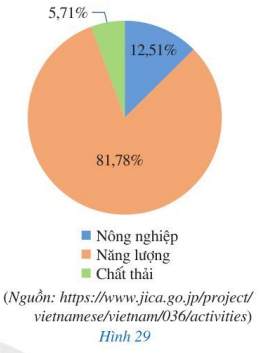 5,71%
12,51%
81,78%
Nông nghiệp
Năng lượng
Chất thải
(Nguồn: https://www.jica.go.jp/project/
vietnamese/vietnam/036/activities)
Hình 29